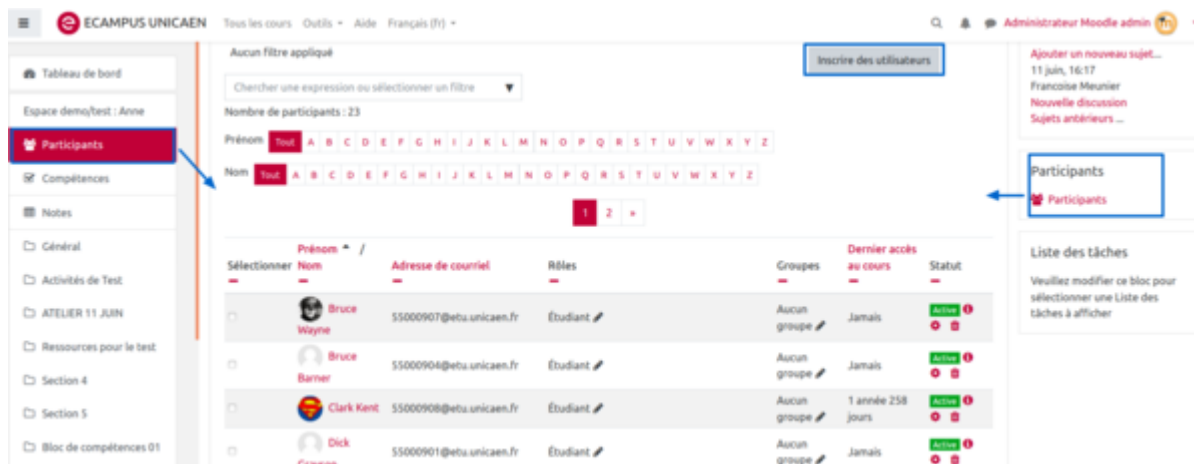 ECAMPUS UNICAEN Tous les cours Outils Aide Français (fr) Administrateur Moodle admin
Tableau de bord
Espace demo/test : Anne
Participants
Compétences
Notes
Général
Activités de Test
ATELIER 11 JUIN
Ressources pour le test
Section 4
Section 5
Bloc de compétences 01
Aucun filtre appliqué
Inscrire des utilisateurs
Chercher une expression ou sélectionner un filtre ▼
Nombre de participants : 23
Prénom Tout A B C D E F G H I J K L M N O P Q R S T U V W X Y Z
Nom Tout A B C D E F G H I J K L M N O P Q R S T U V W X Y Z
1 2 »
Prénom / Dernier accès
Sélectionner Nom Adresse de courriel Rôles Groupes au cours Statut
Bruce Aucun Active
Wayne 55000907@etu.unicaen.fr Étudiant groupe Jamais
Bruce Aucun Active
Barner 55000904@etu.unicaen.fr Étudiant groupe Jamais
Clark Kent 55000908@etu.unicaen.fr Étudiant Aucun 1 année 258 Active
groupe jours
Dick Aucun Active
Grayson 55000901@etu.unicaen.fr Étudiant groupe Jamais
Ajouter un nouveau sujet...
11 juin, 16:17
Francoise Meunier
Nouvelle discussion
Sujets antérieurs ...
Participants
Participants
Liste des tâches
Veuillez modifier ce bloc pour
sélectionner une Liste des
tâches à afficher